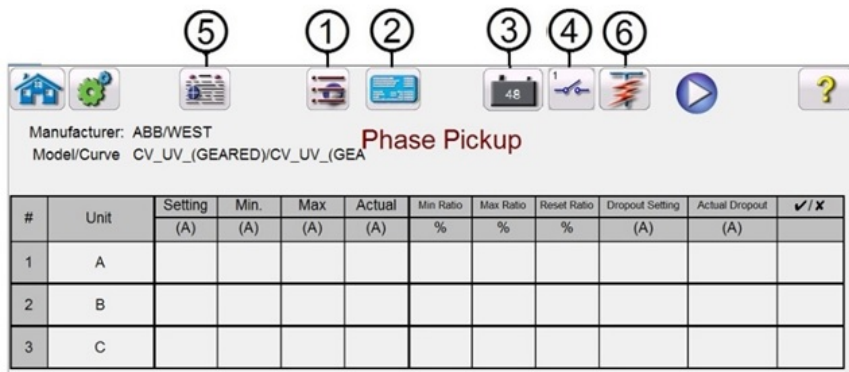 5 1 2 3 4 6
48 1 ?
Manufacturer: ABB/WEST
Phase Pickup
Model/Curve CV_UV_(GEARED)/CV_UV_(GEA
# Unit Setting Min. Max Actual Min Ratio Max Ratio Reset Ratio Dropout Setting Actual Dropout ✔/✘
(A) (A) (A) (A) % % % (A) (A)
1 A
2 B
3 C